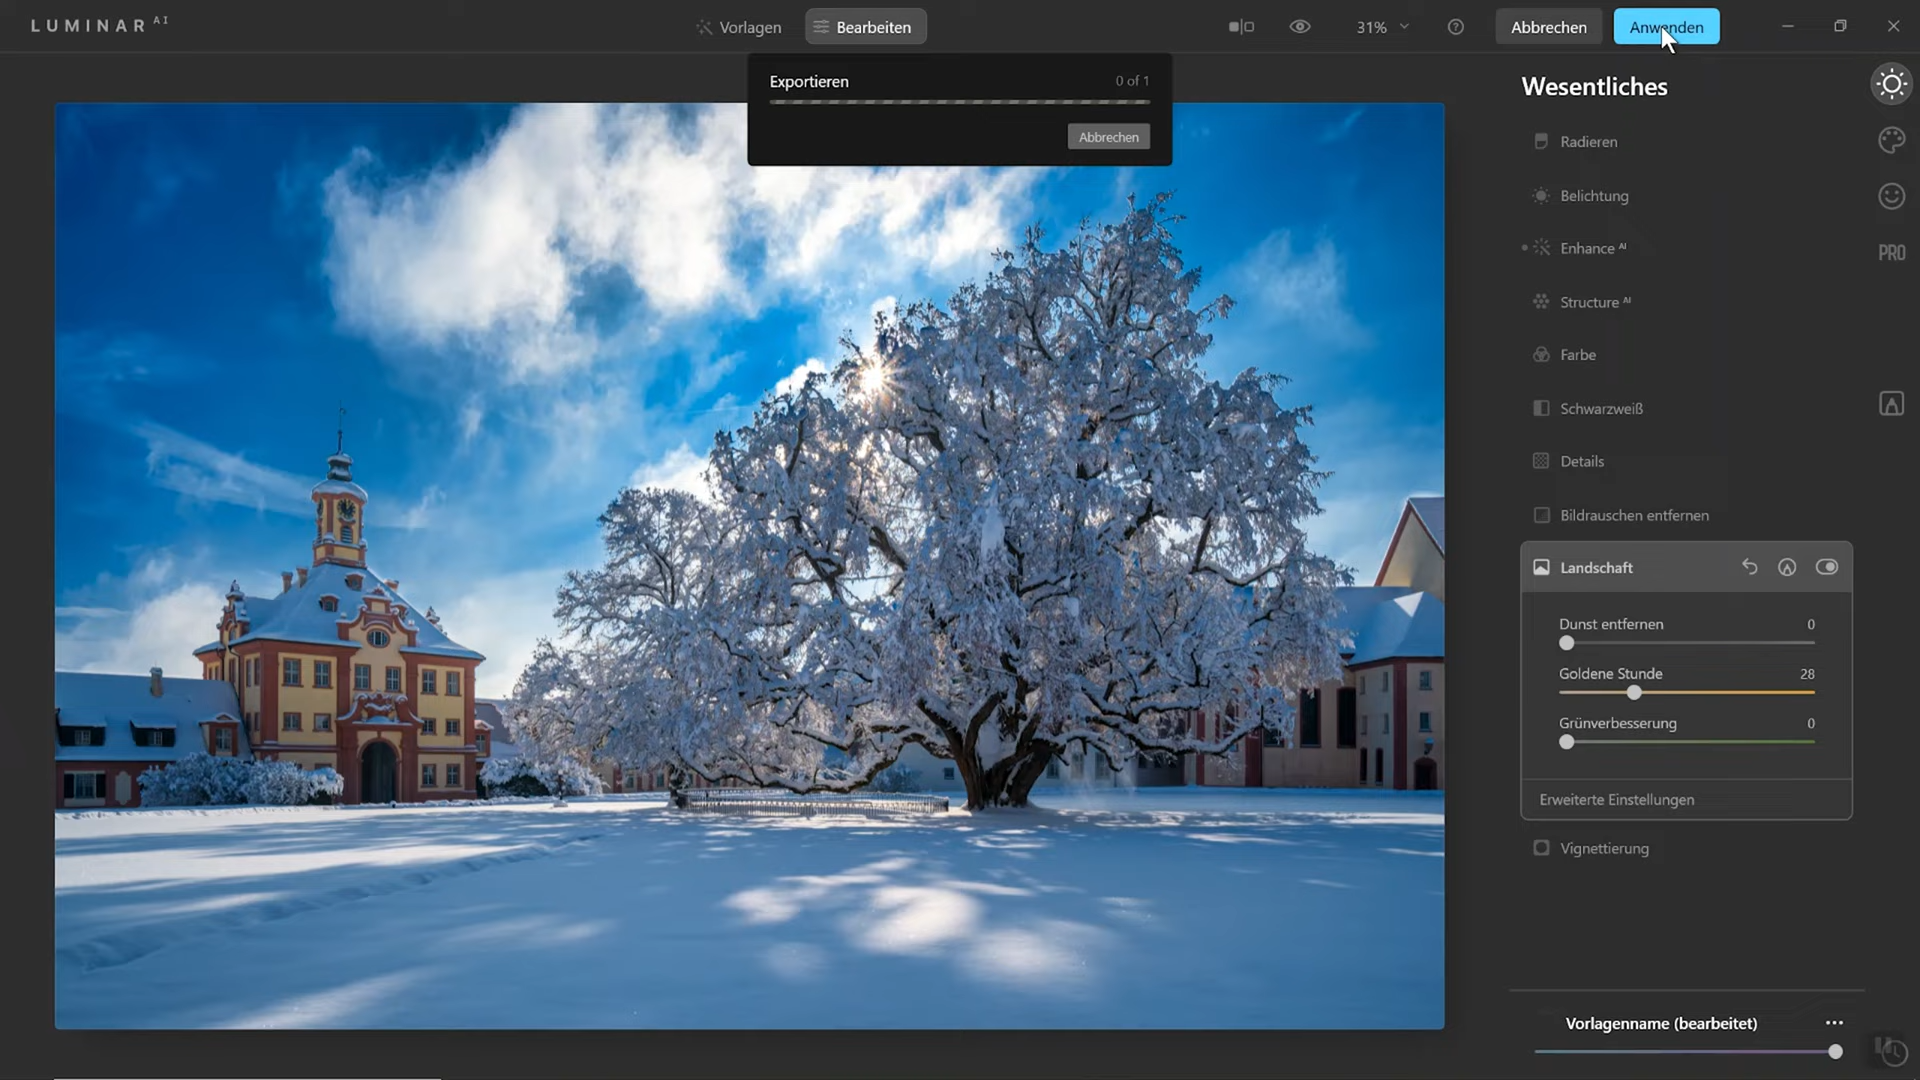 LUMINAR AI
Vorlagen
Bearbeiten
31%
Abbrechen
Anwenden
Exportieren
0 of 1
Abbrechen
Wesentliches
Radieren
Belichtung
Enhance AI
Structure AI
Farbe
Schwarzweiß
Details
Bildrauschen entfernen
Landschaft
Dunst entfernen 0
Goldene Stunde 28
Grünverbesserung 0
Erweiterte Einstellungen
Vignettierung
PRO
Vorlagenname (bearbeitet)